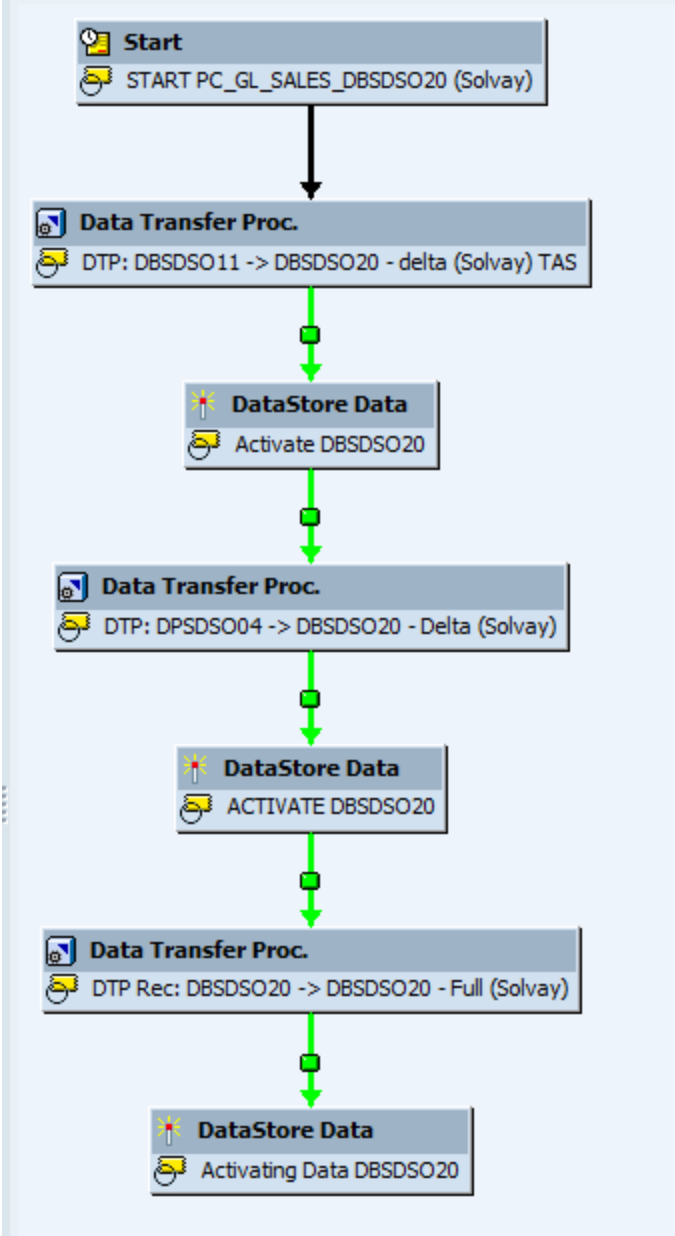 Start
START PC_GL_SALES_DBSDSO20 (Solvay)
Data Transfer Proc.
DTP: DBSDSO11 -> DBSDSO20 - delta (Solvay) TAS
DataStore Data
Activate DBSDSO20
Data Transfer Proc.
DTP: DPSDSO04 -> DBSDSO20 - Delta (Solvay)
DataStore Data
ACTIVATE DBSDSO20
Data Transfer Proc.
DTP Rec: DBSDSO20 -> DBSDSO20 - Full (Solvay)
DataStore Data
Activating Data DBSDSO20